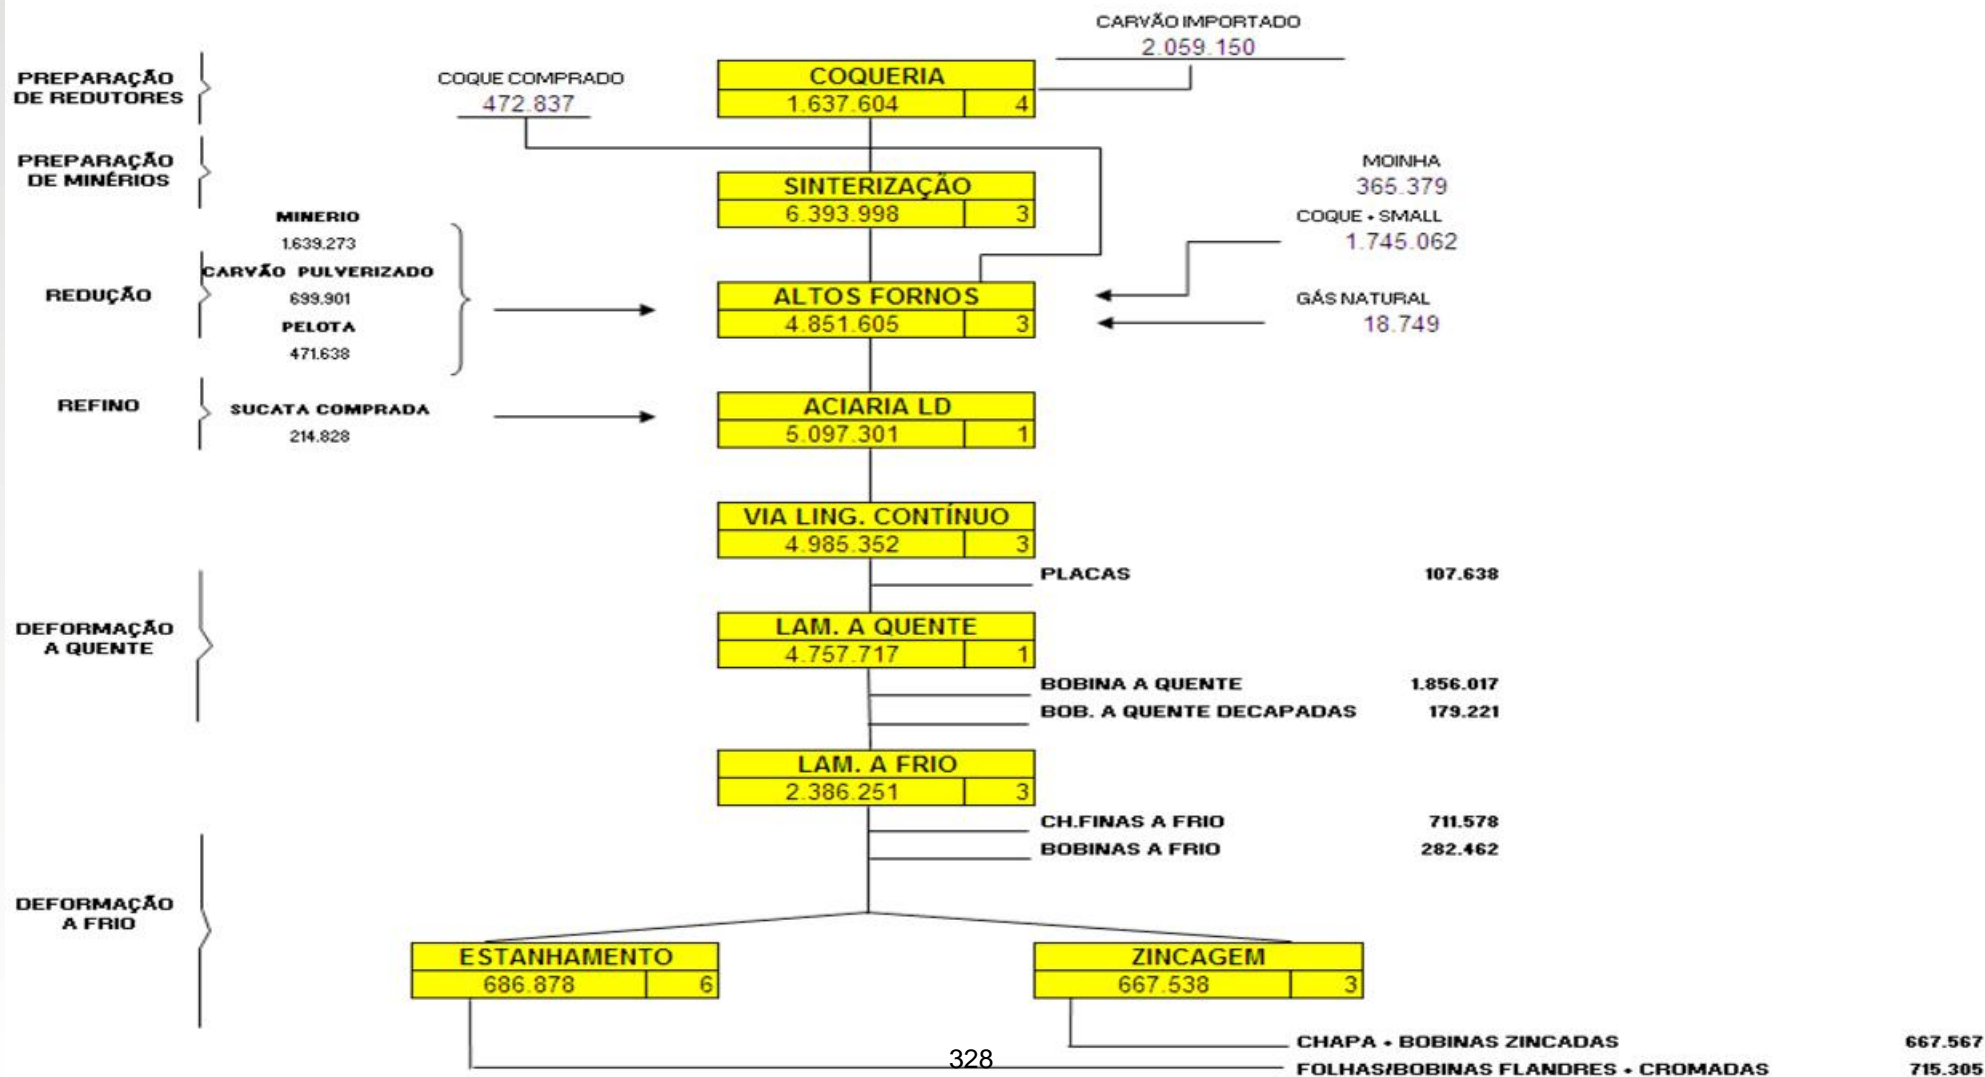 CARVÃO IMPORTADO
2.059.150
PREPARAÇÃO
DE REDUTORES
COQUE COMPRADO
472.837
COQUERIA
1.637.604 4
PREPARAÇÃO
DE MINÉRIOS
SINTERIZAÇÃO
6.393.998 3
MOINHA
365.379
COQUE + SMALL
1.745.062
MINERIO
1.639.273
CARVÃO PULVERIZADO
699.901
PELOTA
471.638
REDUÇÃO
ALTOS FORNOS
4.851.605 3
GÁS NATURAL
18.749
REFINO
SUCATA COMPRADA
214.828
ACIARIA LD
5.097.301 1
VIA LING. CONTÍNUO
4.985.352 3
PLACAS 107.638
DEFORMAÇÃO
A QUENTE
LAM. A QUENTE
4.757.717 1
BOBINA A QUENTE 1.856.017
BOB. A QUENTE DECAPADAS 179.221
LAM. A FRIO
2.386.251 3
CH.FINAS A FRIO 711.578
BOBINAS A FRIO 282.462
DEFORMAÇÃO
A FRIO
ESTANHAMENTO
686.878 6
ZINCAGEM
667.538 3
CHAPA + BOBINAS ZINCADAS 667.567
FOLHAS/BOBINAS FLANDRES + CROMADAS 715.305
328